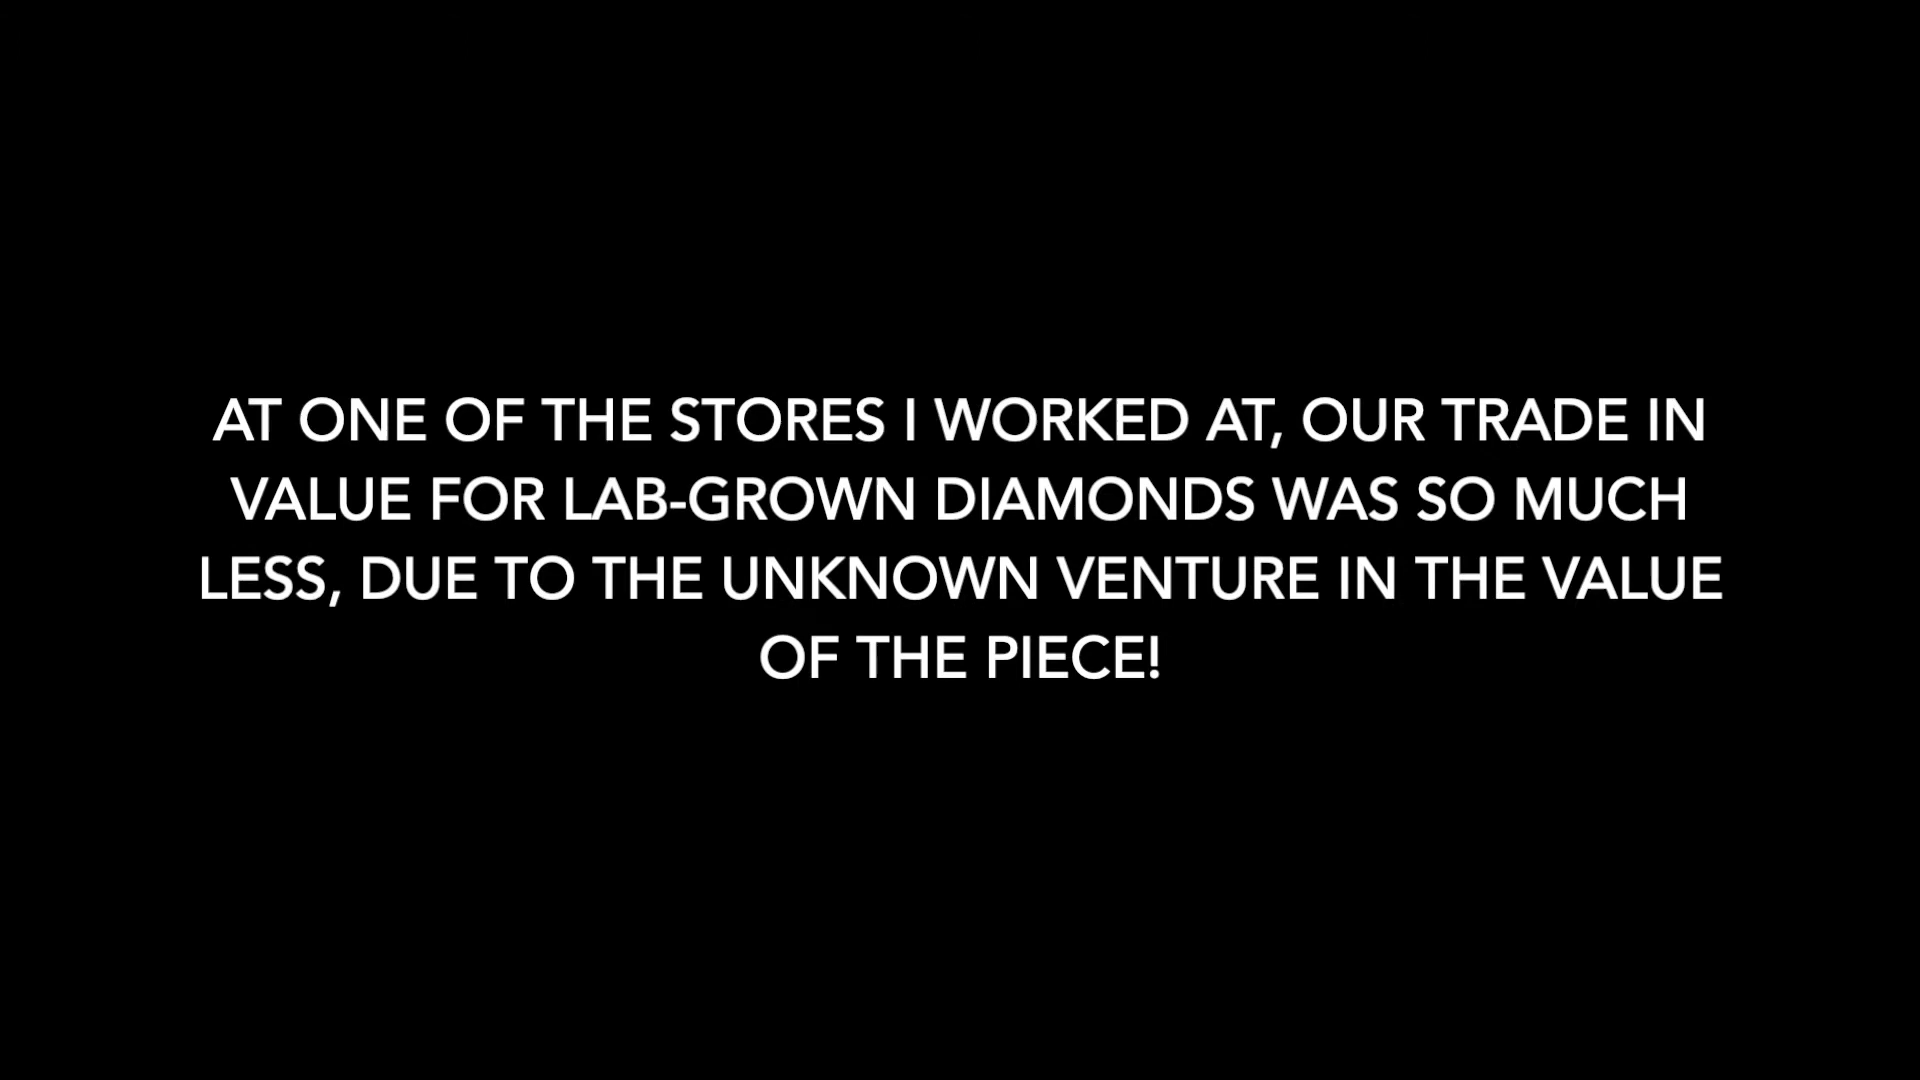 AT ONE OF THE STORES I WORKED AT, OUR TRADE IN
VALUE FOR LAB-GROWN DIAMONDS WAS SO MUCH
LESS, DUE TO THE UNKNOWN VENTURE IN THE VALUE
OF THE PIECE!